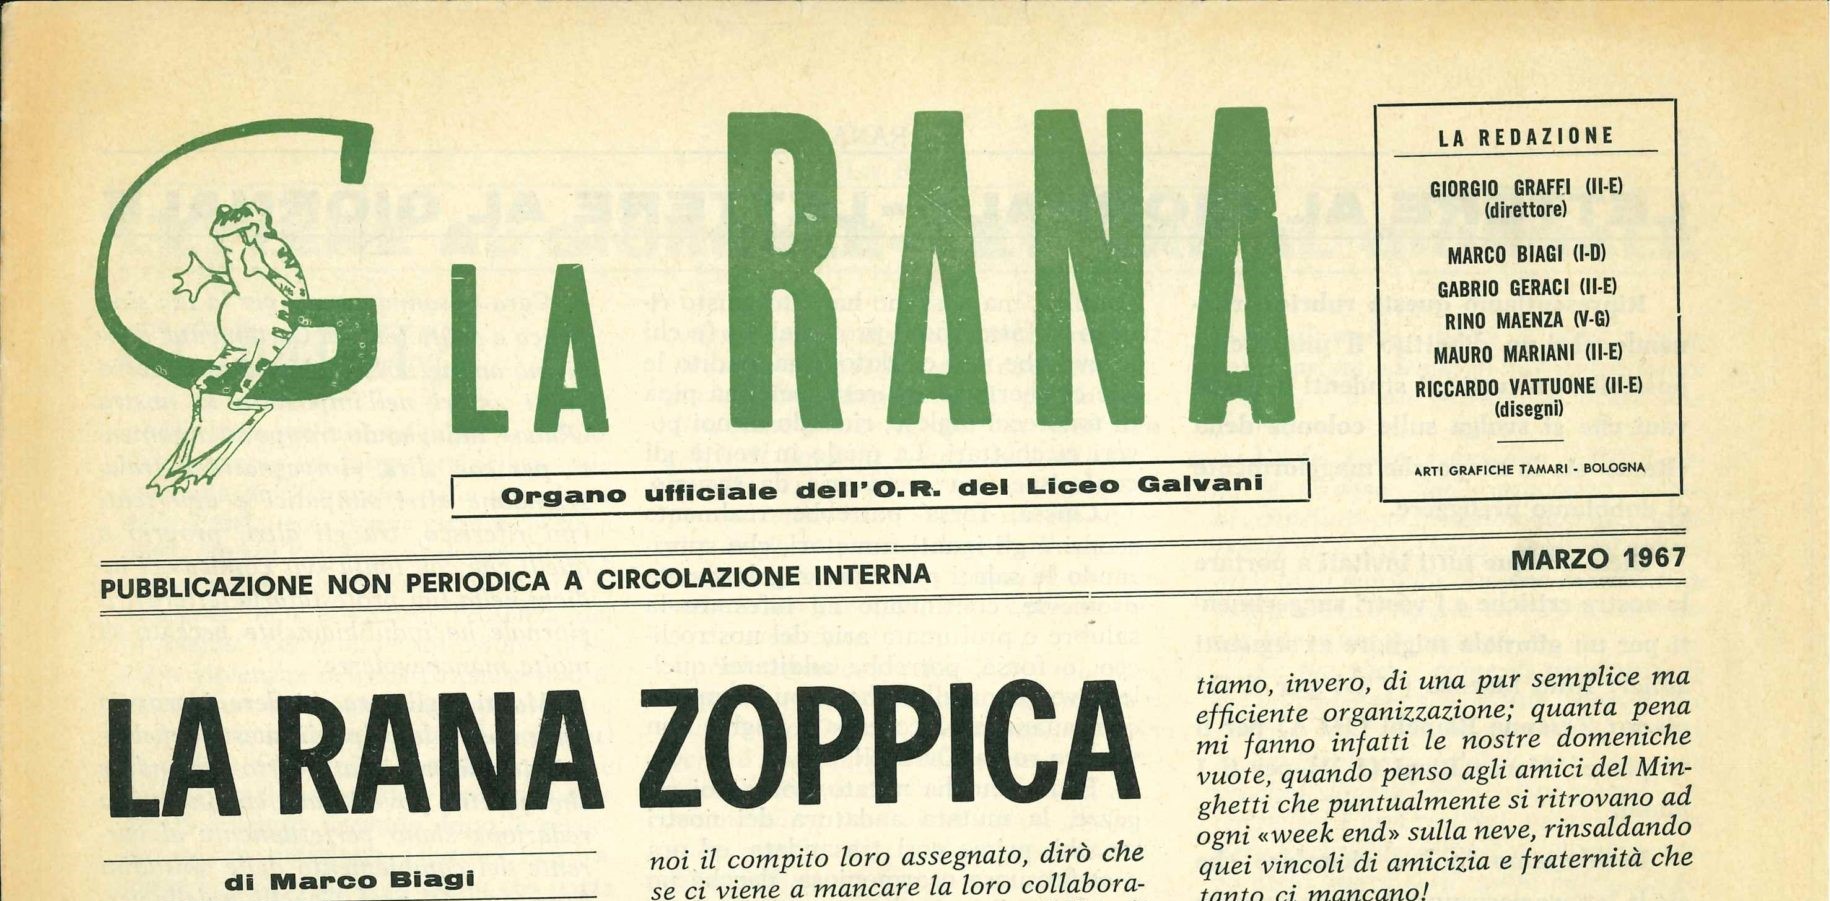 G LA RANA
Organo ufficiale dell'O.R. del Liceo Galvani
LA REDAZIONE
GIORGIO GRAFFI (II-E)
(direttore)
MARCO BIAGI (I-D)
GABRIO GERACI (II-E)
RINO MAENZA (V-G)
MAURO MARIANI (II-E)
RICCARDO VATTUONE (II-E)
(disegni)
ARTI GRAFICHE TAMARI - BOLOGNA
PUBBLICAZIONE NON PERIODICA A CIRCOLAZIONE INTERNA
MARZO 1967
LA RANA ZOPPICA
di Marco Biagi
noi il compito loro assegnato, dirò che
se ci viene a mancare la loro collabora-
tiamo, invero, di una pur semplice ma
efficiente organizzazione; quanta pena
mi fanno infatti le nostre domeniche
vuote, quando penso agli amici del Min-
ghetti che puntualmente si ritrovano ad
ogni «week end» sulla neve, rinsaldando
quei vincoli di amicizia e fraternità che
tanto ci mancano!